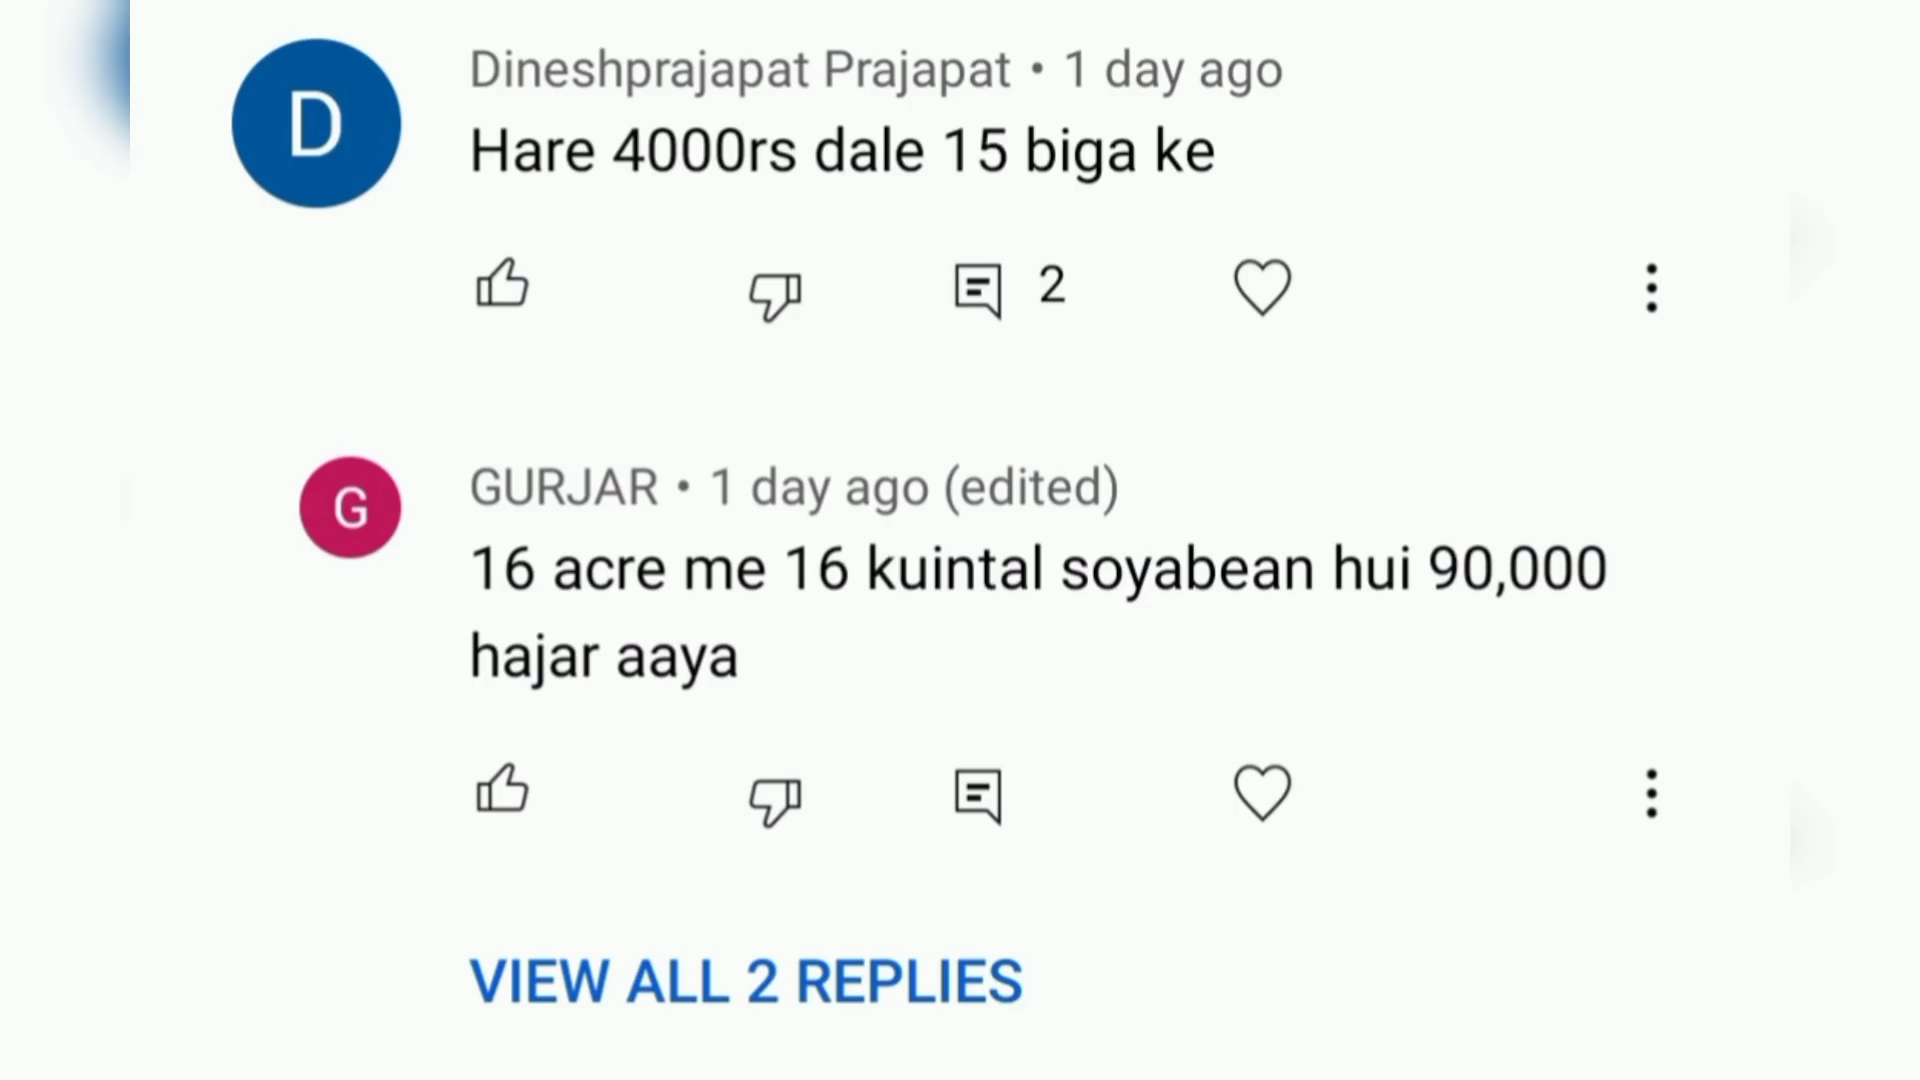 D
Dineshprajapat Prajapat • 1 day ago
Hare 4000rs dale 15 biga ke
2
G
GURJAR • 1 day ago (edited)
16 acre me 16 kuintal soyabean hui 90,000
hajar aaya
VIEW ALL 2 REPLIES